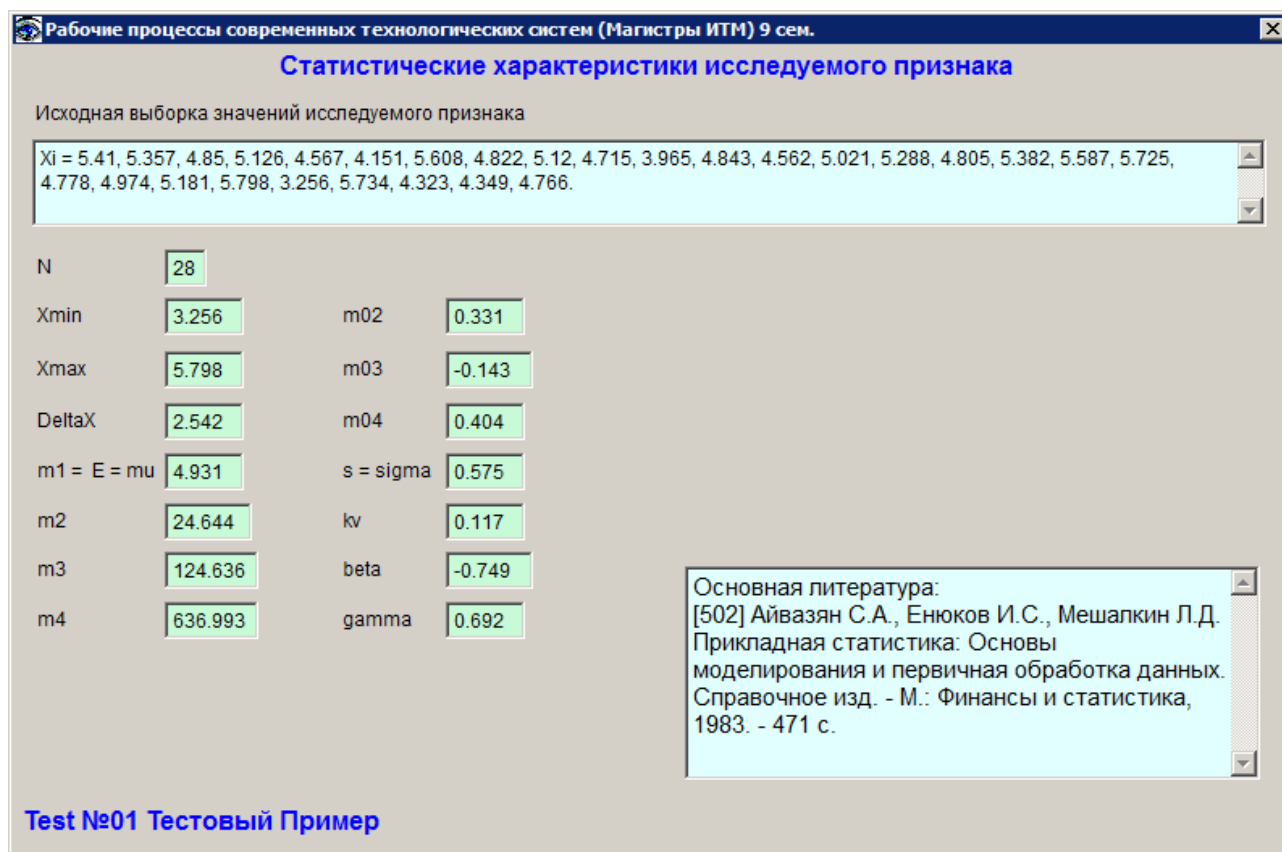 Рабочие процессы современных технологических систем (Магистры ИТМ) 9 сем.
Статистические характеристики исследуемого признака
Исходная выборка значений исследуемого признака
Xi = 5.41, 5.357, 4.85, 5.126, 4.567, 4.151, 5.608, 4.822, 5.12, 4.715, 3.965, 4.843, 4.562, 5.021, 5.288, 4.805, 5.382, 5.587, 5.725,
4.778, 4.974, 5.181, 5.798, 3.256, 5.734, 4.323, 4.349, 4.766.
N 28
Xmin 3.256 m02 0.331
Xmax 5.798 m03 -0.143
DeltaX 2.542 m04 0.404
m1 = E = mu 4.931 s = sigma 0.575
m2 24.644 kv 0.117
m3 124.636 beta -0.749
m4 636.993 gamma 0.692
Основная литература:
[502] Айвазян С.А., Енюков И.С., Мешалкин Л.Д.
Прикладная статистика: Основы
моделирования и первичная обработка данных.
Справочное изд. - М.: Финансы и статистика,
1983. - 471 с.
Test №01 Тестовый Пример